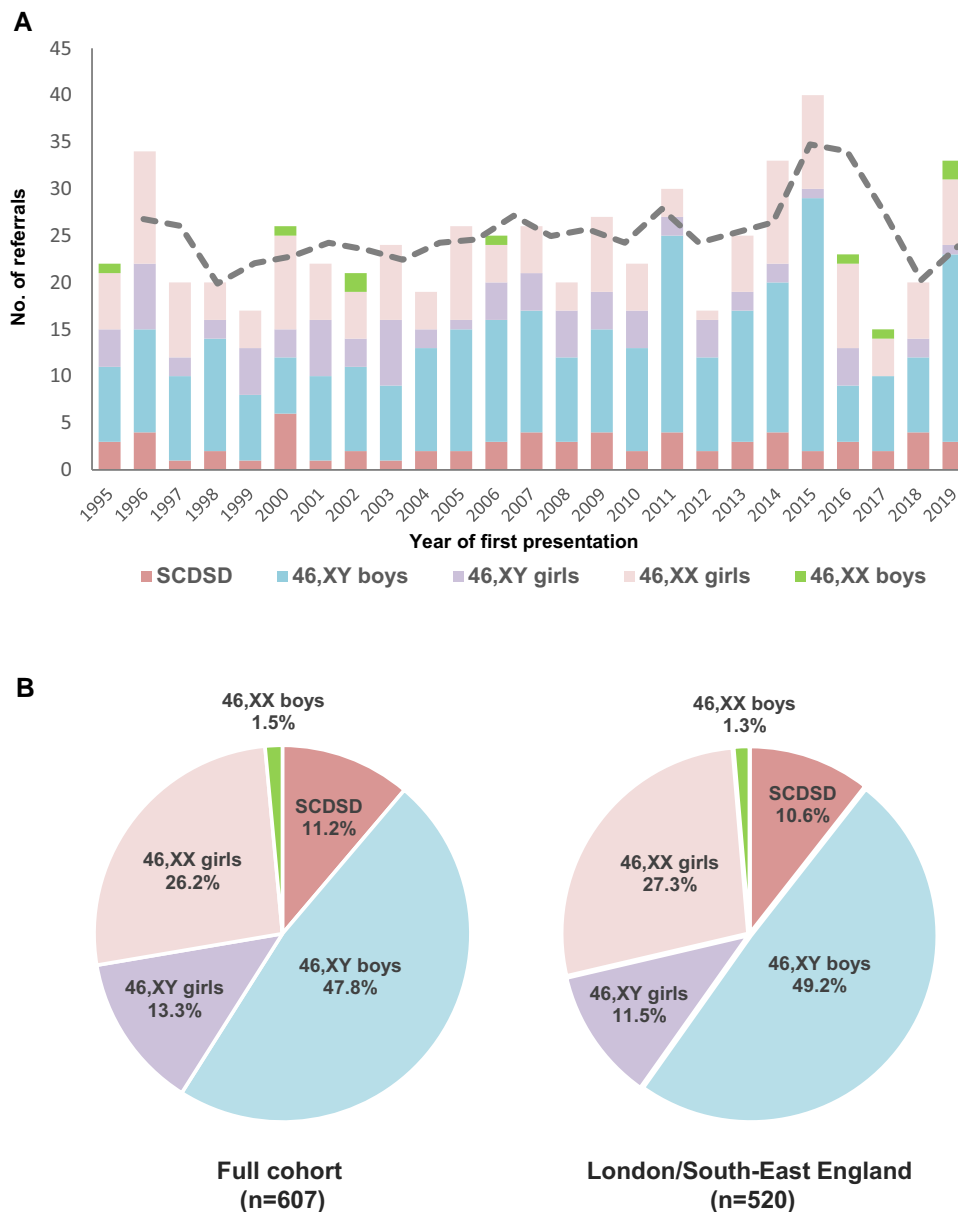 A
45
40
35
30
25
20
15
10
5
0
No. of referrals
1995 1996 1997 1998 1999 2000 2001 2002 2003 2004 2005 2006 2007 2008 2009 2010 2011 2012 2013 2014 2015 2016 2017 2018 2019
Year of first presentation
SCDSD 46,XY boys 46,XY girls 46,XX girls 46,XX boys
B
46,XX boys
1.5%
SCDSD
11.2%
46,XX girls
26.2%
46,XY boys
47.8%
46,XY girls
13.3%
Full cohort
(n=607)
46,XX boys
1.3%
SCDSD
10.6%
46,XX girls
27.3%
46,XY boys
49.2%
46,XY girls
11.5%
London/South-East England
(n=520)